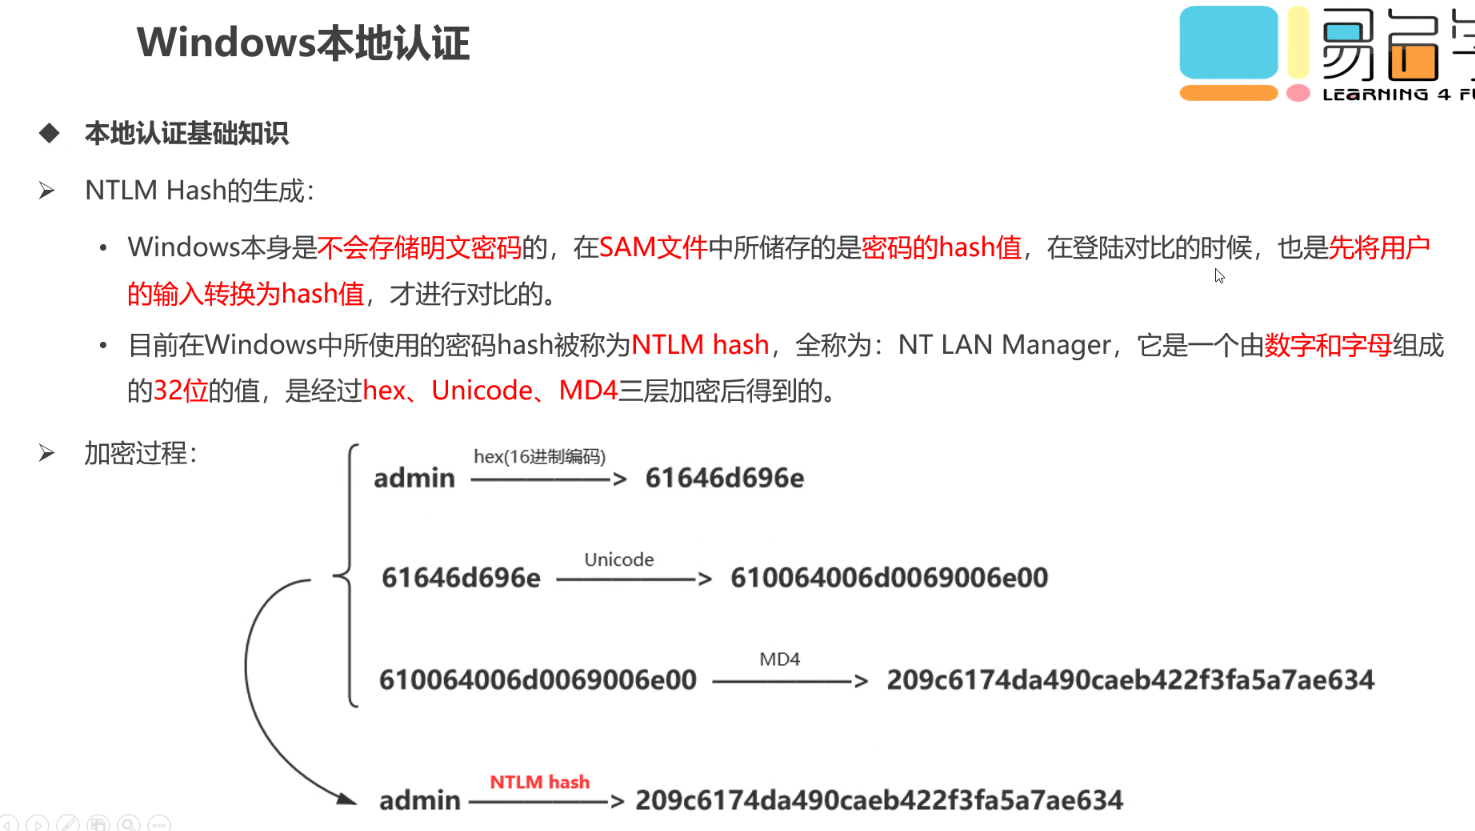 Windows本地认证
LEARNING 4 FU
本地认证基础知识
NTLM Hash的生成：
Windows本身是不会存储明文密码的，在SAM文件中所储存的是密码的hash值，在登陆对比的时候，也是先将用户
的输入转换为hash值，才进行对比的。
目前在Windows中所使用的密码hash被称为NTLM hash，全称为：NT LAN Manager，它是一个由数字和字母组成
的32位的值，是经过hex、Unicode、MD4三层加密后得到的。
加密过程：
hex(16进制编码)
admin ———————> 61646d696e
Unicode
61646d696e ———————> 610064006d0069006e00
MD4
610064006d0069006e00 ———————> 209c6174da490caeb422f3fa5a7ae634
NTLM hash
admin ———————> 209c6174da490caeb422f3fa5a7ae634